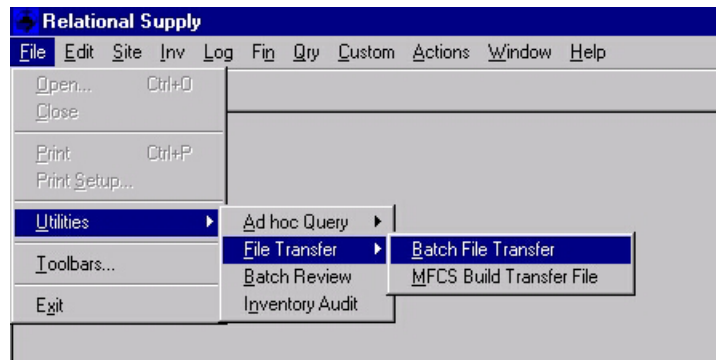 Relational Supply
File Edit Site Inv Log Fin Qry Custom Actions Window Help
Open... Ctrl+O
Close
Print Ctrl+P
Print Setup...
Utilities
Ad hoc Query
File Transfer
Batch File Transfer
Toolbars...
Batch Review
MFCS Build Transfer File
Exit
Inventory Audit